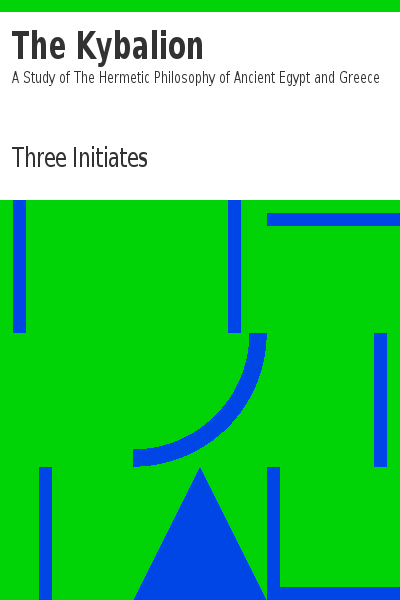 The Kybalion
A Study of The Hermetic Philosophy of Ancient Egypt and Greece
Three Initiates